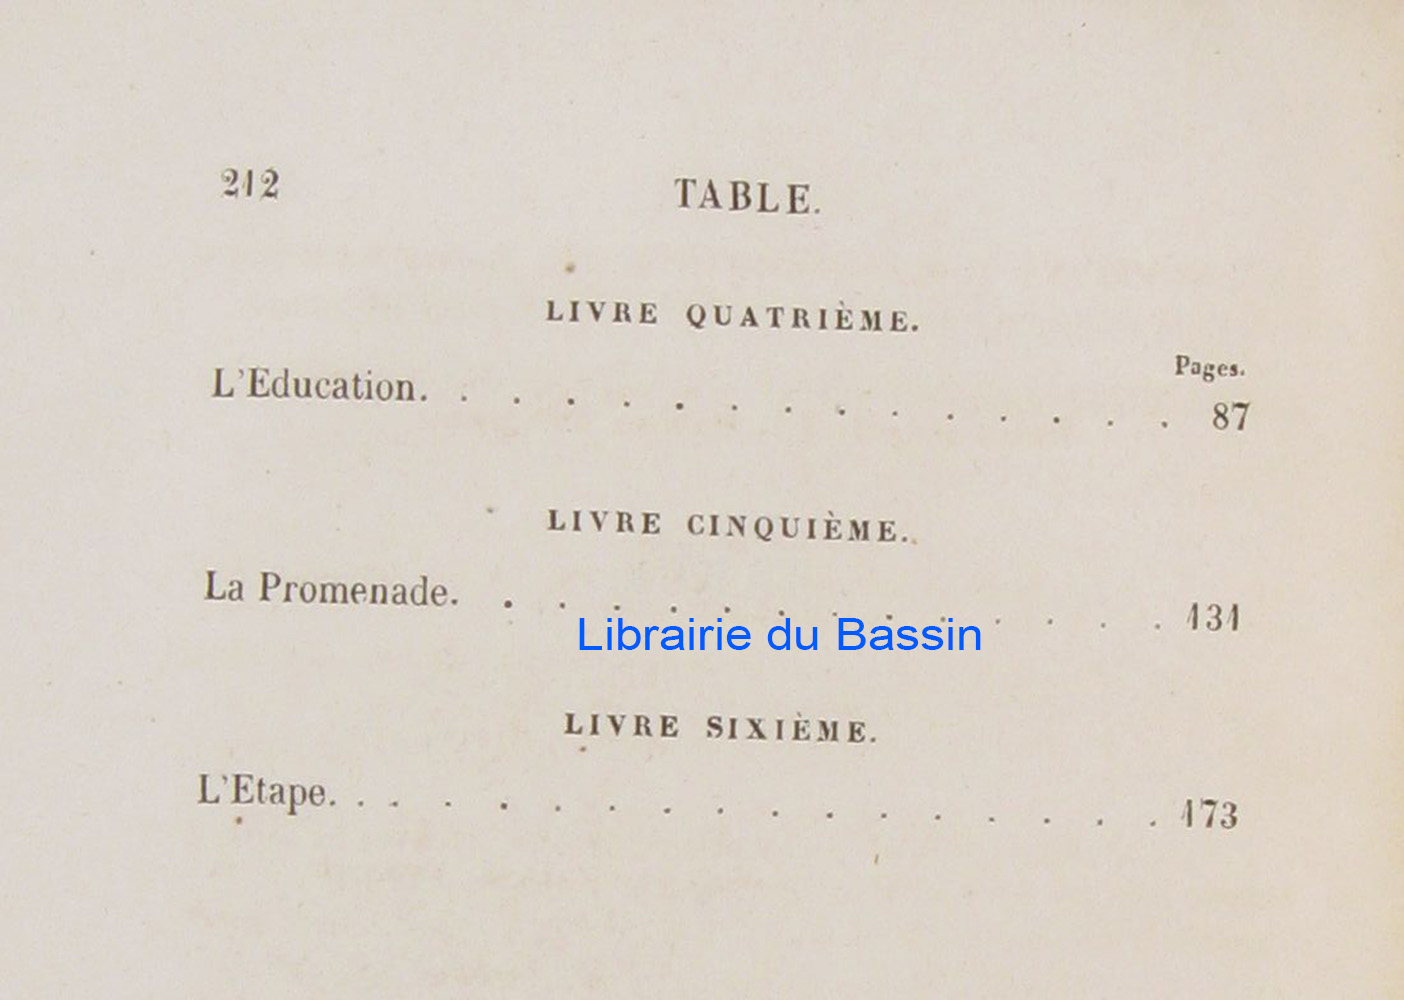 212
TABLE.
LIVRE QUATRIÈME.
Pages.
L'Education. . . . . . . . . . . . . . . 87
LIVRE CINQUIÈME.
La Promenade. . . . . . . . . . . . . . 131
Librairie du Bassin
LIVRE SIXIÈME.
L'Etape. . . . . . . . . . . . . . . . . 173